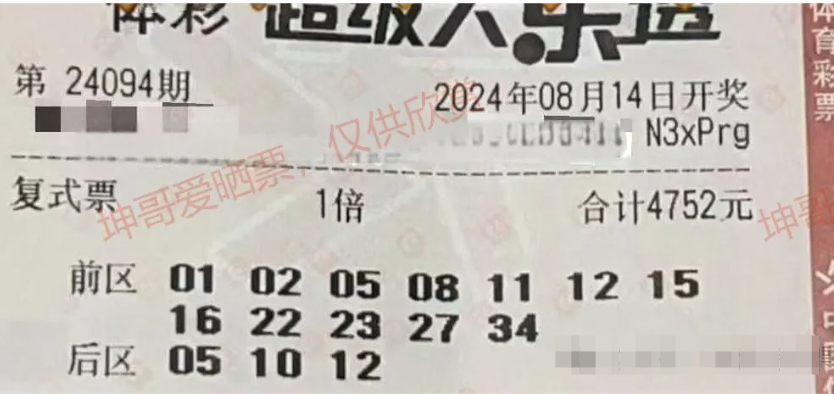 体彩 超级大乐透
第 24094期
2024年08月14日开奖
N3xPrg
复式票 1倍 合计4752元
前区 01 02 05 08 11 12 15
16 22 23 27 34
后区 05 10 12
坤哥爱晒票，仅供欣赏
坤哥
体育彩票